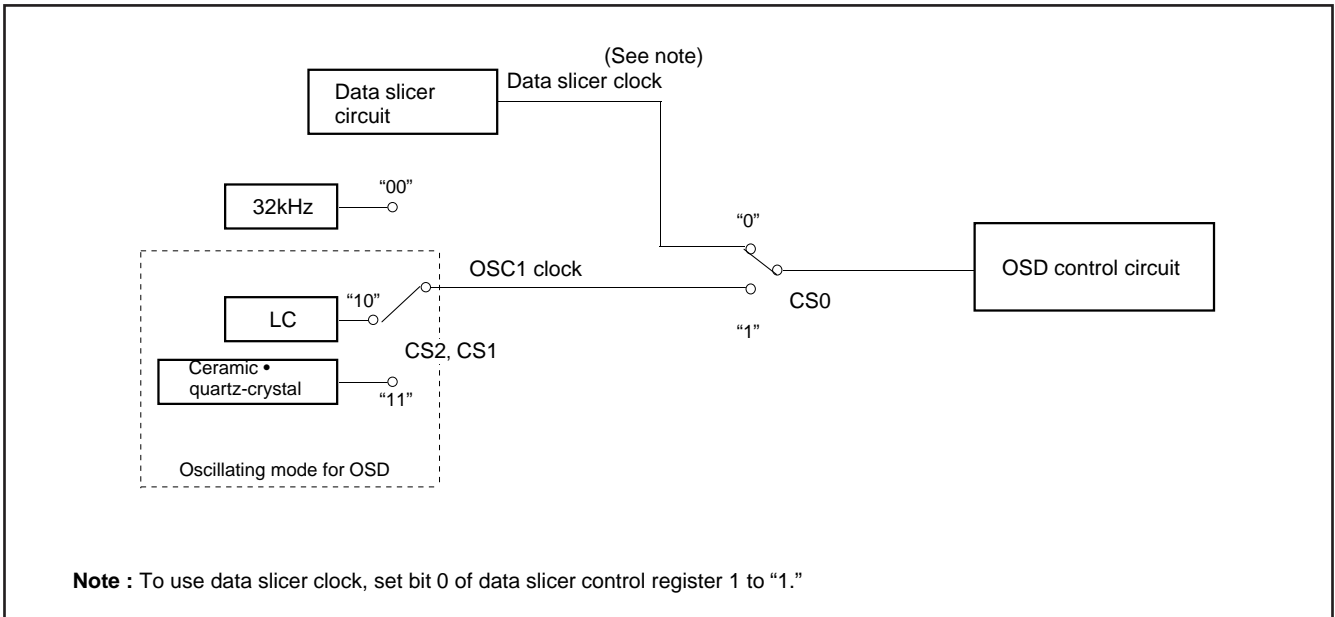 (See note)
Data slicer clock
Data slicer
circuit
“00”
32kHz
“0”
OSC1 clock
OSD control circuit
“10”
LC
CS0
“1”
CS2, CS1
Ceramic •
quartz-crystal
“11”
Oscillating mode for OSD
Note : To use data slicer clock, set bit 0 of data slicer control register 1 to “1.”